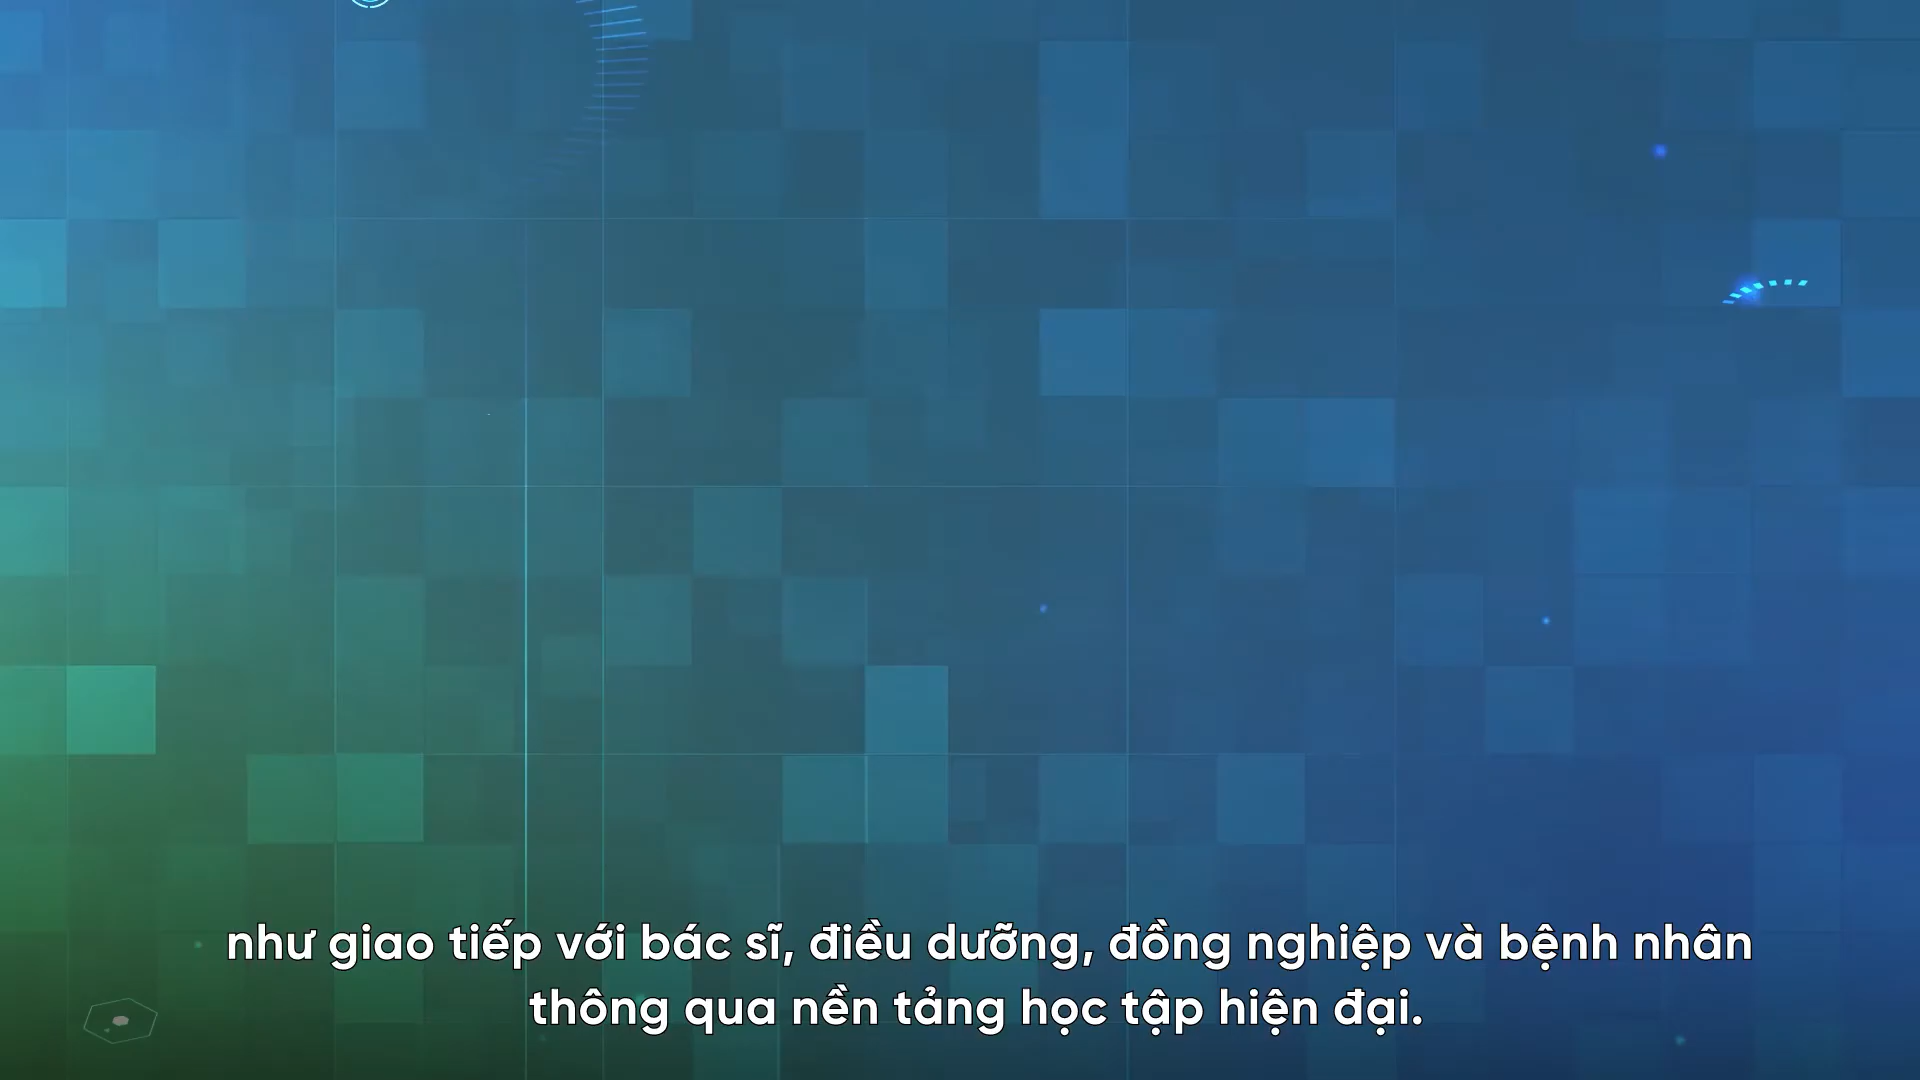 như giao tiếp với bác sĩ, điều dưỡng, đồng nghiệp và bệnh nhân
thông qua nền tảng học tập hiện đại.